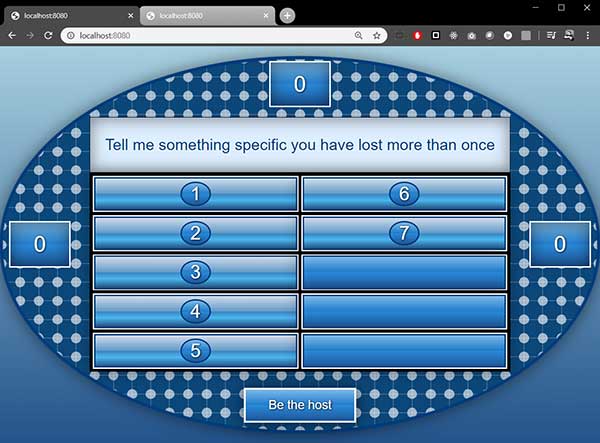 localhost:8080
localhost:8080
localhost:8080
0
Tell me something specific you have lost more than once
1
6
2
7
0
0
3
4
5
Be the host